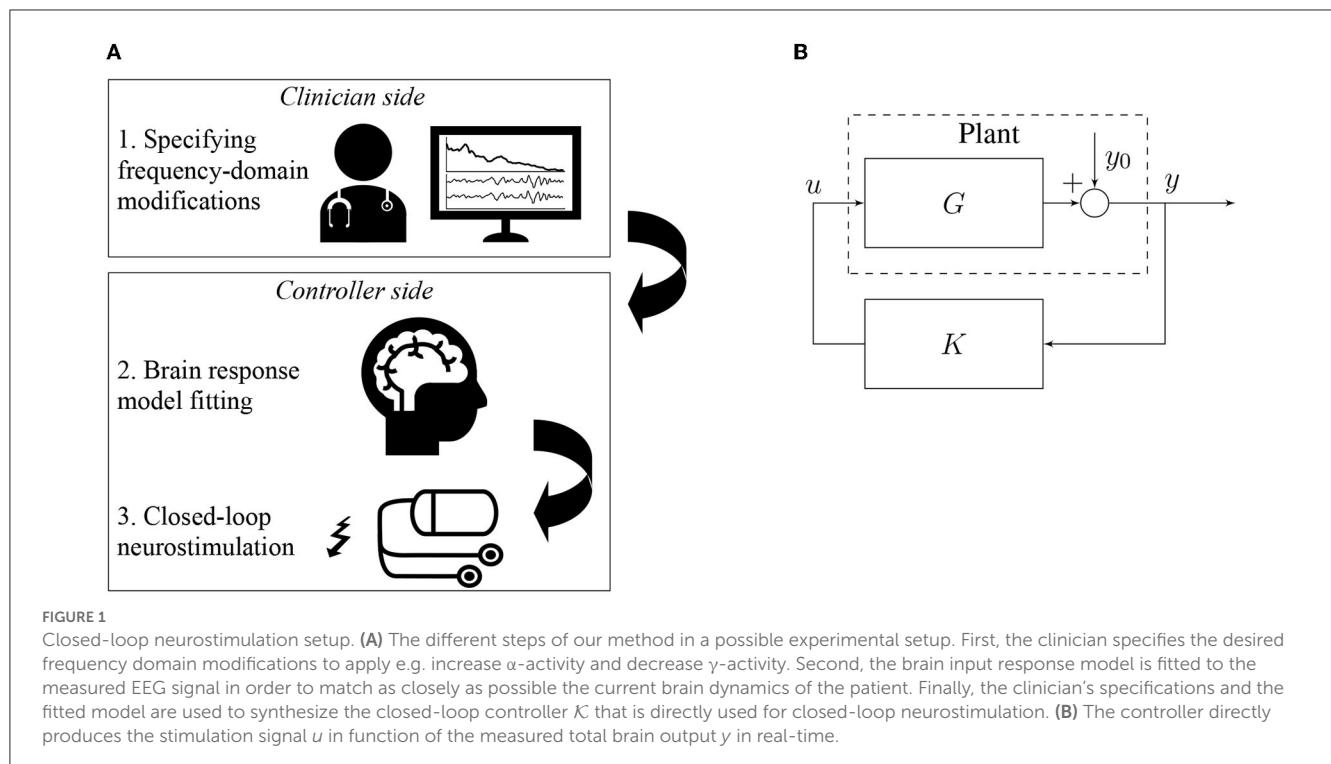 A
Clinician side
1. Specifying
frequency-domain
modifications
Controller side
2. Brain response
model fitting
3. Closed-loop
neurostimulation
B
Plant
y0
u
G
+
y
K
FIGURE 1
Closed-loop neurostimulation setup. (A) The different steps of our method in a possible experimental setup. First, the clinician specifies the desired
frequency domain modifications to apply e.g. increase α-activity and decrease γ-activity. Second, the brain input response model is fitted to the
measured EEG signal in order to match as closely as possible the current brain dynamics of the patient. Finally, the clinician's specifications and the
fitted model are used to synthesize the closed-loop controller 𝒦 that is directly used for closed-loop neurostimulation. (B) The controller directly
produces the stimulation signal u in function of the measured total brain output y in real-time.